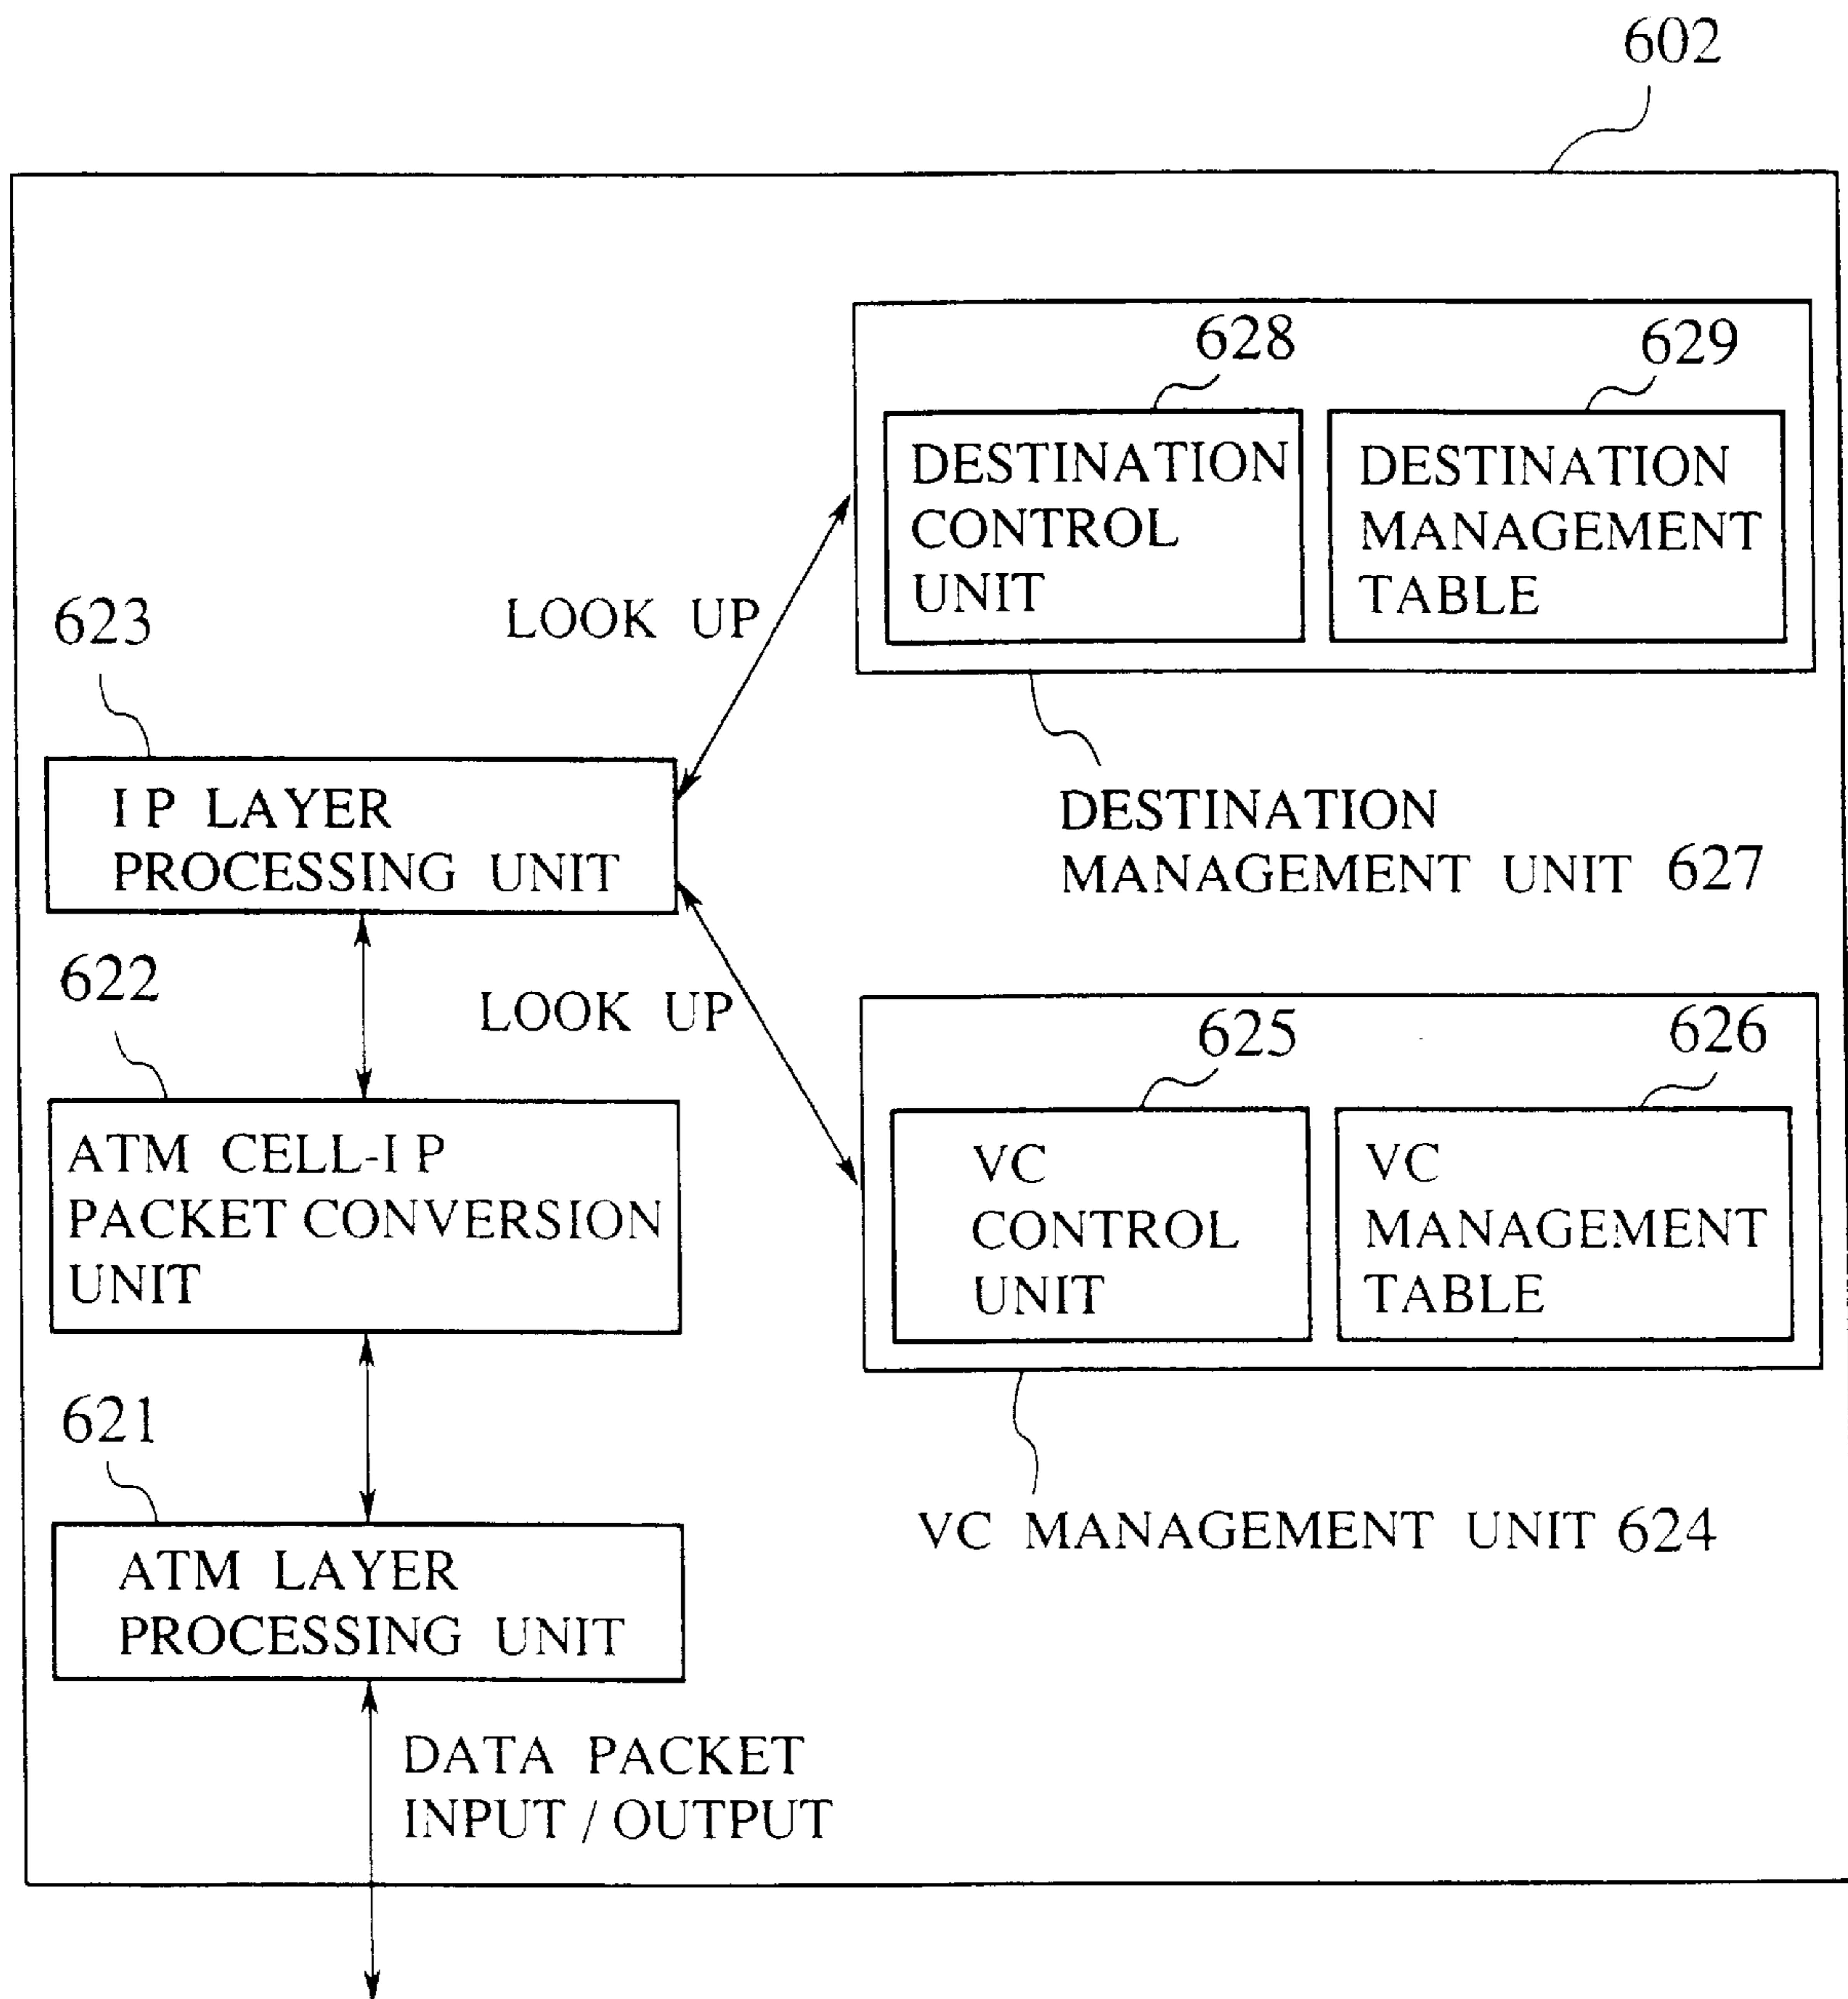 602
628
629
DESTINATION
CONTROL
UNIT
DESTINATION
MANAGEMENT
TABLE
LOOK UP
623
IP LAYER
PROCESSING UNIT
DESTINATION
MANAGEMENT UNIT 627
622
LOOK UP
625
626
ATM CELL-IP
PACKET CONVERSION
UNIT
VC
CONTROL
UNIT
VC
MANAGEMENT
TABLE
621
VC MANAGEMENT UNIT 624
ATM LAYER
PROCESSING UNIT
DATA PACKET
INPUT / OUTPUT